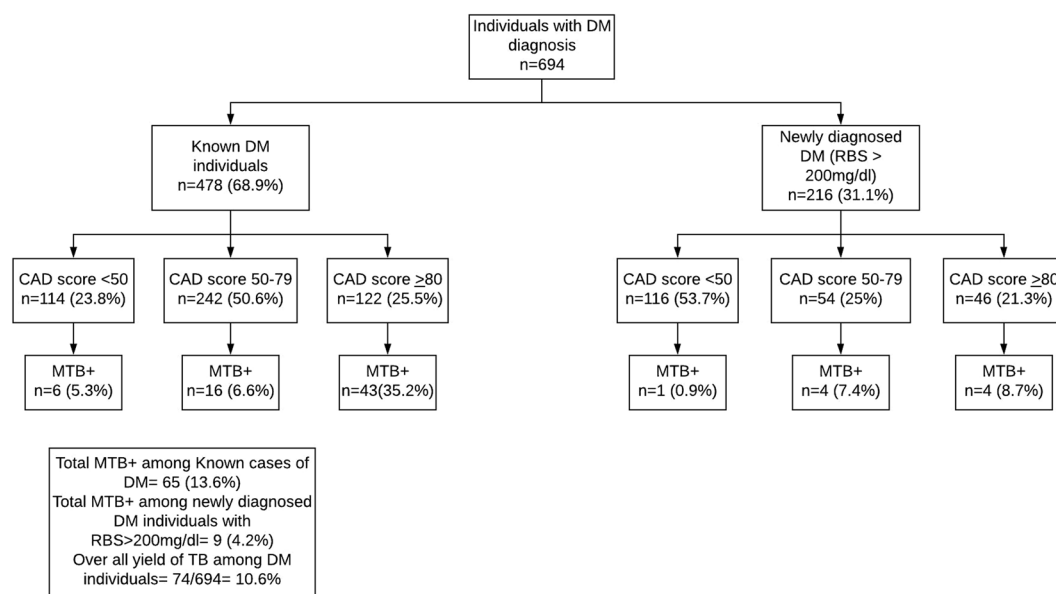 Individuals with DM
diagnosis
n=694
Known DM
individuals
n=478 (68.9%)
Newly diagnosed
DM (RBS >
200mg/dl)
n=216 (31.1%)
CAD score <50
n=114 (23.8%)
CAD score 50-79
n=242 (50.6%)
CAD score ≥80
n=122 (25.5%)
CAD score <50
n=116 (53.7%)
CAD score 50-79
n=54 (25%)
CAD score ≥80
n=46 (21.3%)
MTB+
n=6 (5.3%)
MTB+
n=16 (6.6%)
MTB+
n=43(35.2%)
MTB+
n=1 (0.9%)
MTB+
n=4 (7.4%)
MTB+
n=4 (8.7%)
Total MTB+ among Known cases of
DM= 65 (13.6%)
Total MTB+ among newly diagnosed
DM individuals with
RBS>200mg/dl= 9 (4.2%)
Over all yield of TB among DM
individuals= 74/694= 10.6%